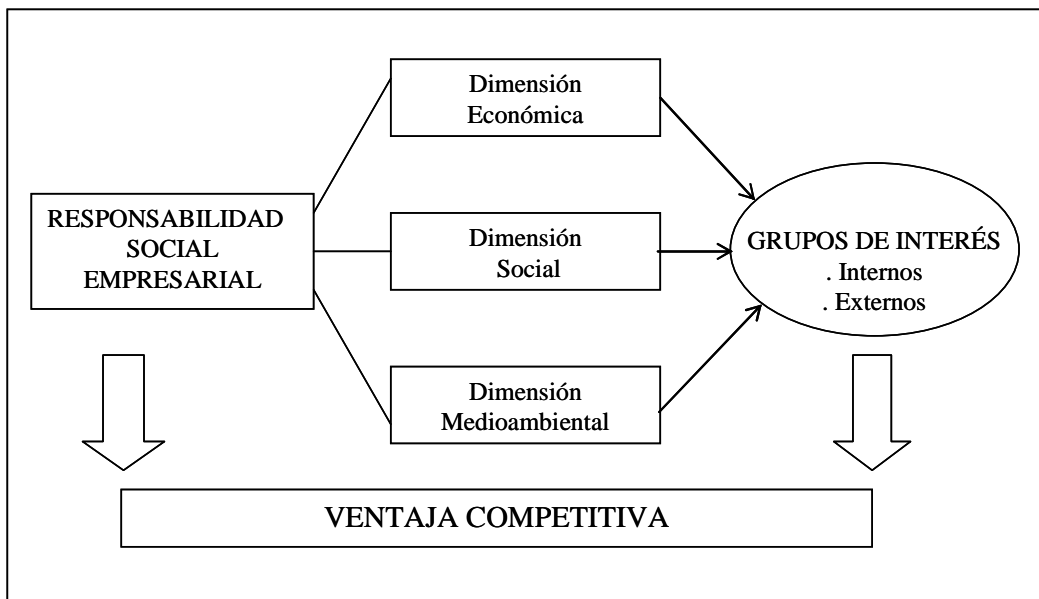 Dimensión
Económica
RESPONSABILIDAD
SOCIAL
EMPRESARIAL
Dimensión
Social
GRUPOS DE INTERÉS
. Internos
. Externos
Dimensión
Medioambiental
VENTAJA COMPETITIVA